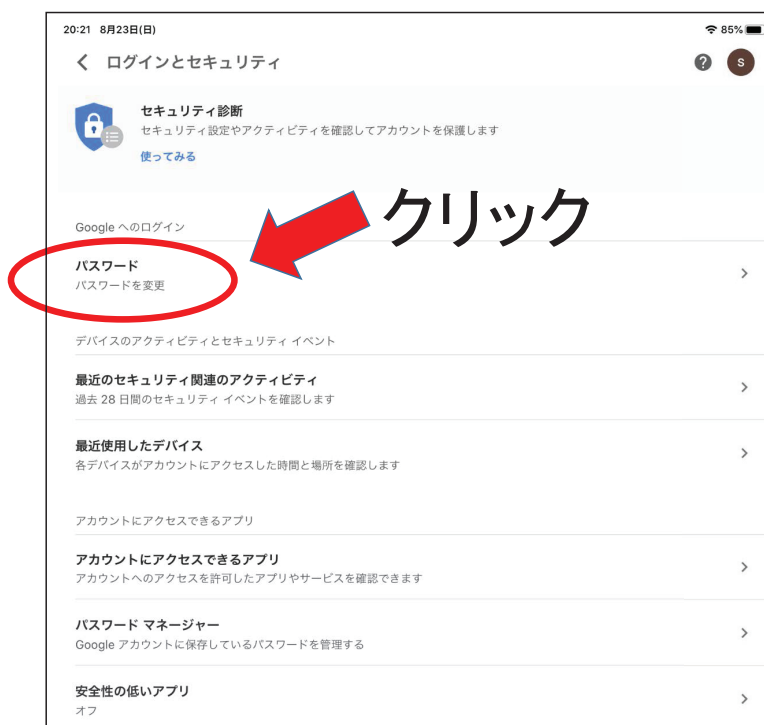 20:21 8月23日(日)
85%
ログインとセキュリティ
?
S
セキュリティ診断
セキュリティ設定やアクティビティを確認してアカウントを保護します
使ってみる
クリック
Google へのログイン
パスワード
パスワードを変更
デバイスのアクティビティとセキュリティ イベント
最近のセキュリティ関連のアクティビティ
過去 28 日間のセキュリティ イベントを確認します
最近使用したデバイス
各デバイスがアカウントにアクセスした時間と場所を確認します
アカウントにアクセスできるアプリ
アカウントにアクセスできるアプリ
アカウントへのアクセスを許可したアプリやサービスを確認できます
パスワード マネージャー
Google アカウントに保存しているパスワードを管理する
安全性の低いアプリ
オフ